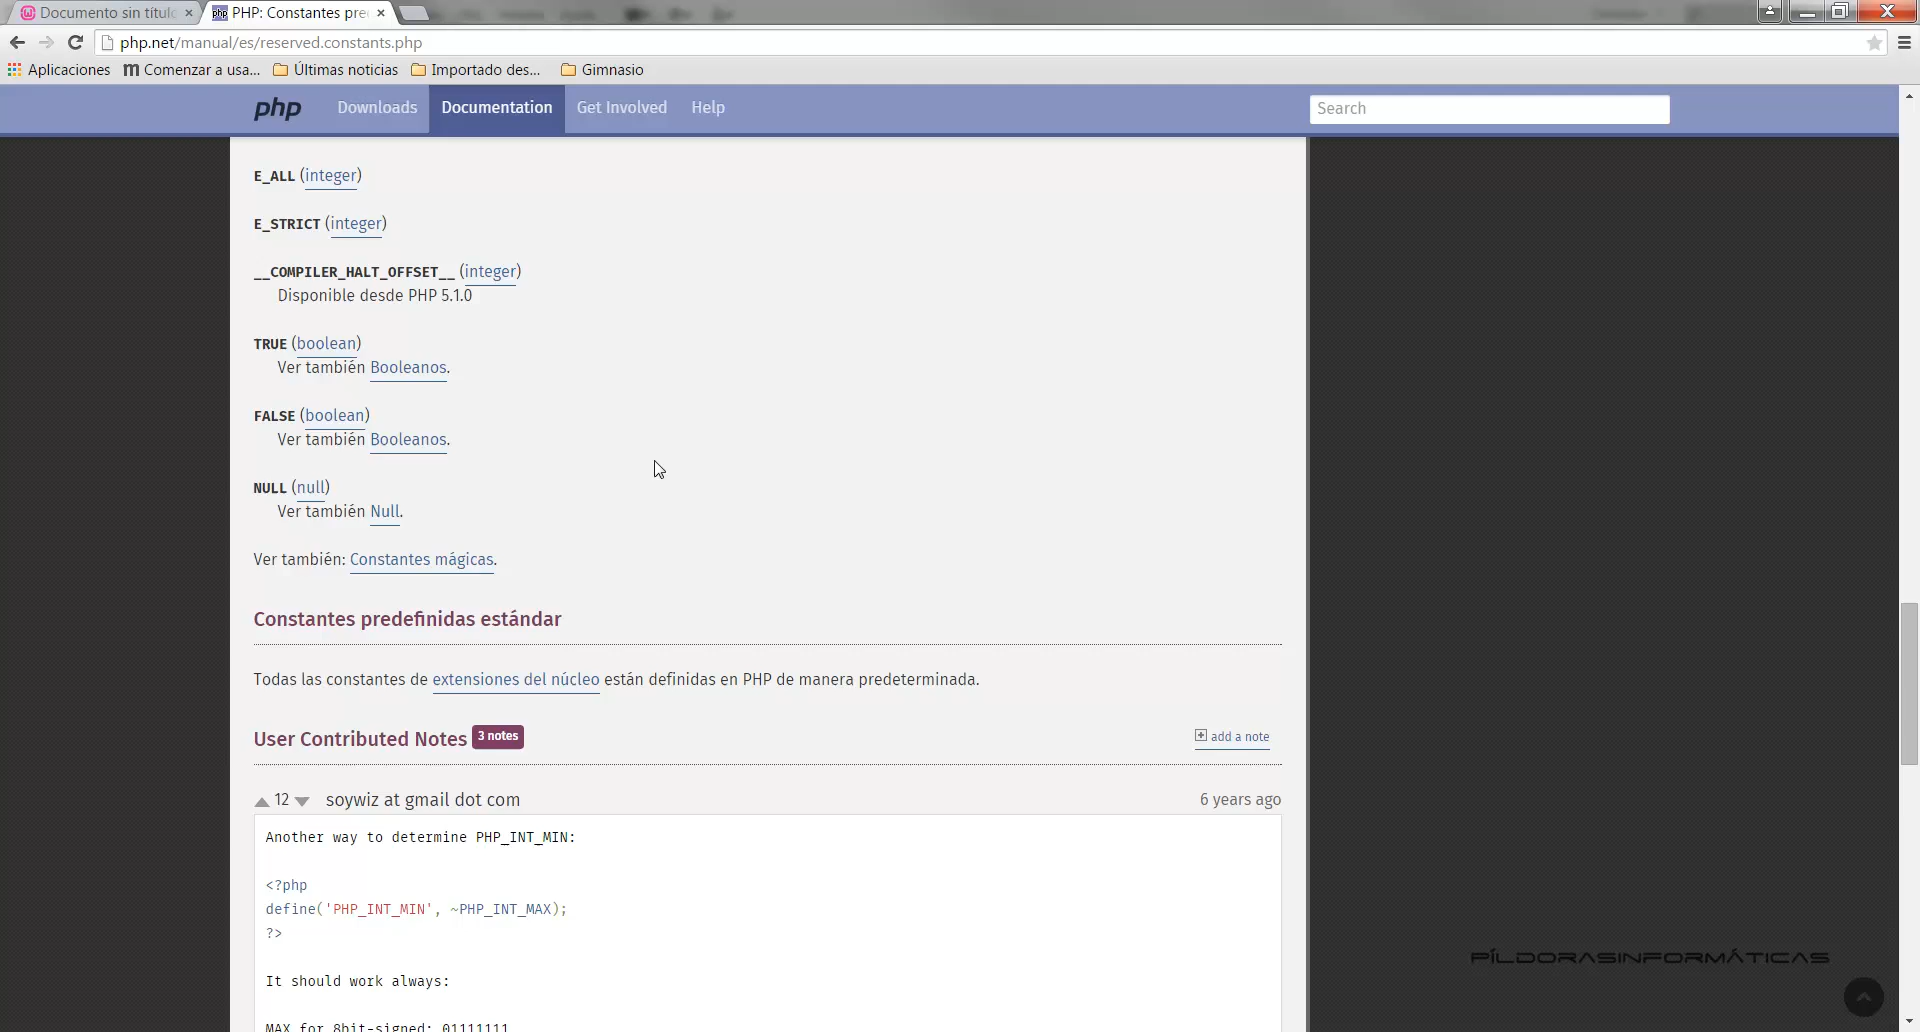 Documento sin títul
PHP: Constantes pre
php.net/manual/es/reserved.constants.php
Aplicaciones
Comenzar a usa...
Últimas noticias
Importado des...
Gimnasio
php
Downloads
Documentation
Get Involved
Help
Search
E_ALL (integer)
E_STRICT (integer)
__COMPILER_HALT_OFFSET__ (integer)
Disponible desde PHP 5.1.0
TRUE (boolean)
Ver también Booleanos.
FALSE (boolean)
Ver también Booleanos.
NULL (null)
Ver también Null.
Ver también: Constantes mágicas.
Constantes predefinidas estándar
Todas las constantes de extensiones del núcleo están definidas en PHP de manera predeterminada.
User Contributed Notes 3 notes
add a note
12 soywiz at gmail dot com
6 years ago
Another way to determine PHP_INT_MIN:
<?php
define('PHP_INT_MIN', ~PHP_INT_MAX);
?>
It should work always:
MAX for 8bit-signed: 01111111
PÍLDORASINFORMÁTICAS